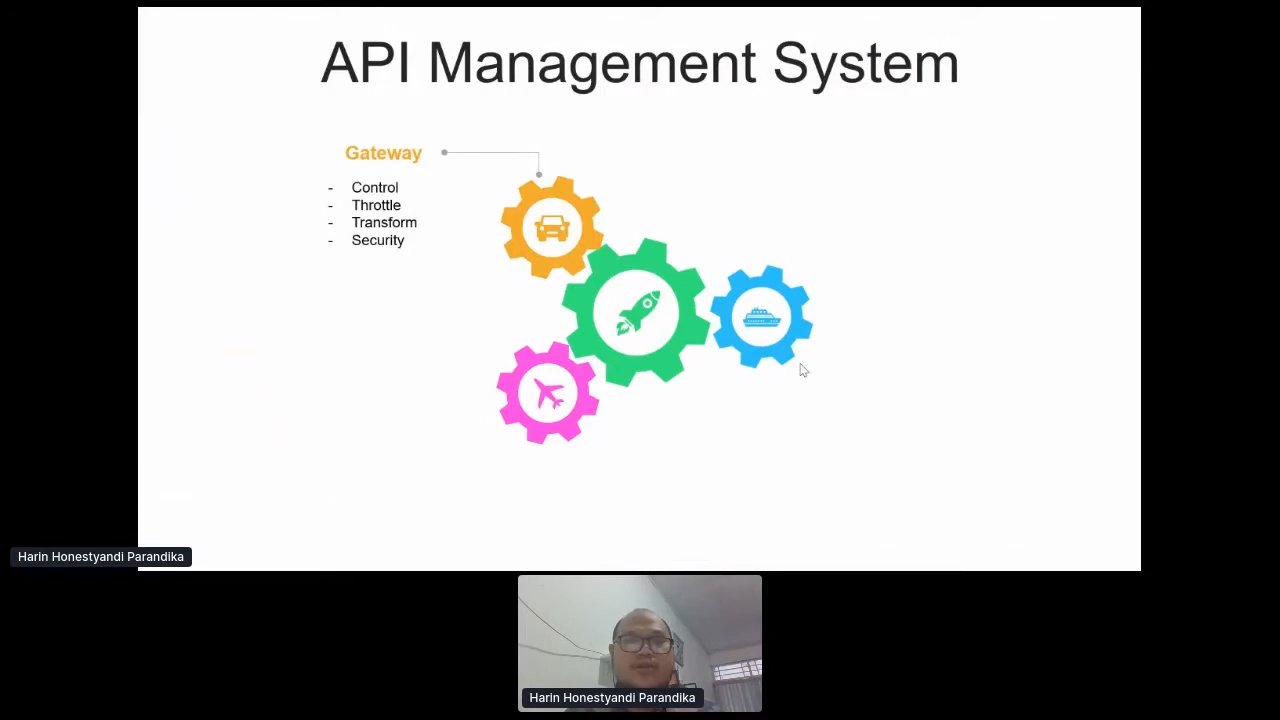 API Management System
Gateway
- Control
- Throttle
- Transform
- Security
Harin Honestyandi Parandika
Harin Honestyandi Parandika